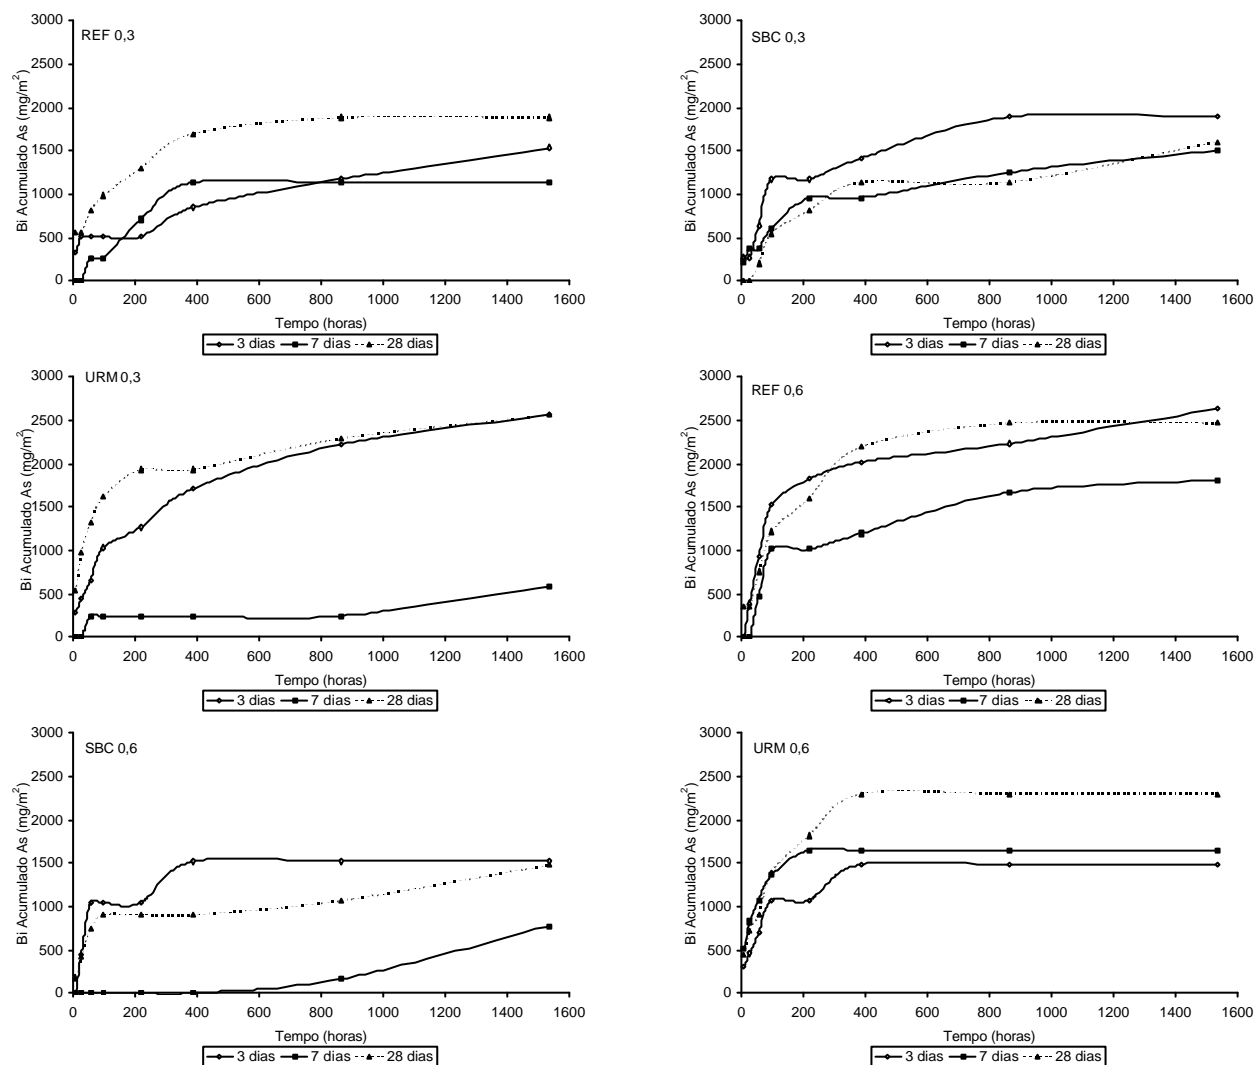 REF 0,3
Bi Acumulado As (mg/m²)
3000
2500
2000
1500
1000
500
0
0 200 400 600 800 1000 1200 1400 1600
Tempo (horas)
3 dias 7 dias 28 dias
SBC 0,3
Bi Acumulado As (mg/m²)
3000
2500
2000
1500
1000
500
0
0 200 400 600 800 1000 1200 1400 1600
Tempo (horas)
3 dias 7 dias 28 dias
URM 0,3
Bi Acumulado As (mg/m²)
3000
2500
2000
1500
1000
500
0
0 200 400 600 800 1000 1200 1400 1600
Tempo (horas)
3 dias 7 dias 28 dias
REF 0,6
Bi Acumulado As (mg/m²)
3000
2500
2000
1500
1000
500
0
0 200 400 600 800 1000 1200 1400 1600
Tempo (horas)
3 dias 7 dias 28 dias
SBC 0,6
Bi Acumulado As (mg/m²)
3000
2500
2000
1500
1000
500
0
0 200 400 600 800 1000 1200 1400 1600
Tempo (horas)
3 dias 7 dias 28 dias
URM 0,6
Bi Acumulado As (mg/m²)
3000
2500
2000
1500
1000
500
0
0 200 400 600 800 1000 1200 1400 1600
Tempo (horas)
3 dias 7 dias 28 dias